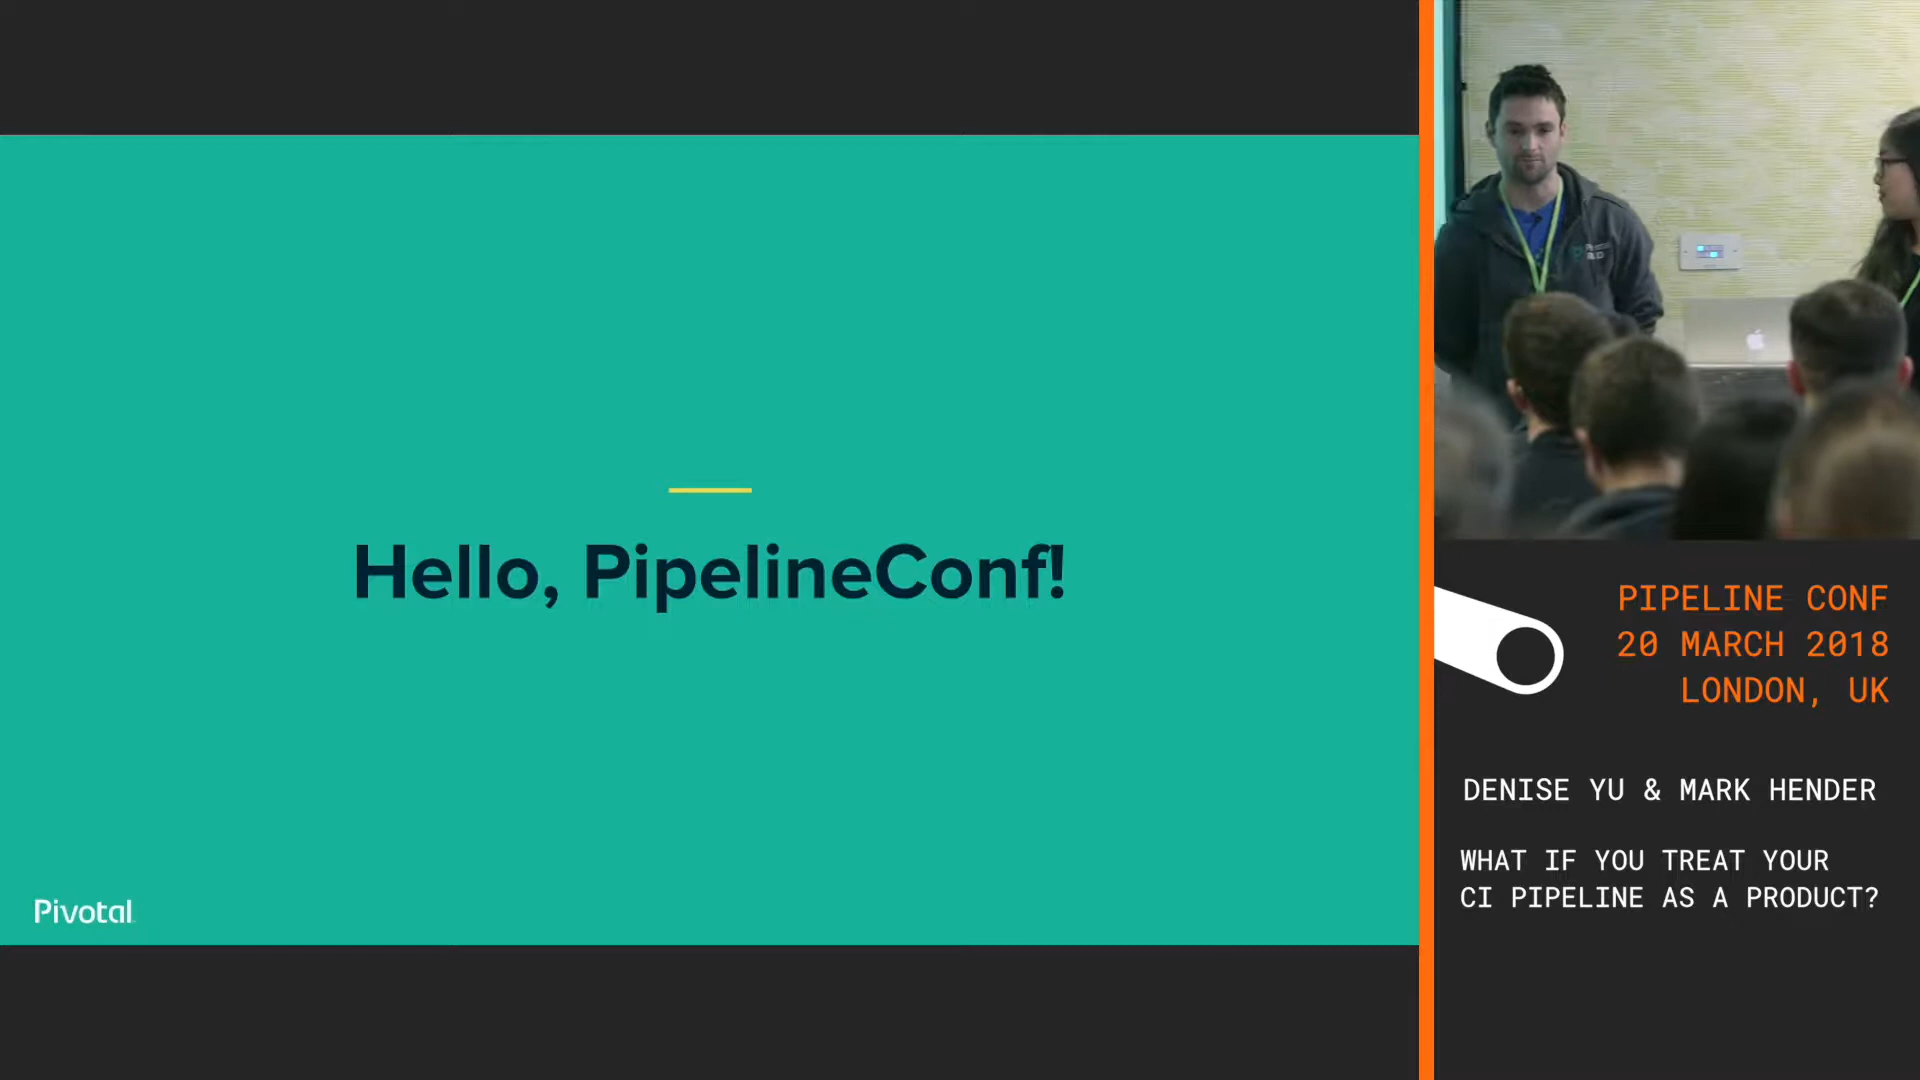 Hello, PipelineConf!
Pivotal
PIPELINE CONF
20 MARCH 2018
LONDON, UK
DENISE YU & MARK HENDER
WHAT IF YOU TREAT YOUR
CI PIPELINE AS A PRODUCT?